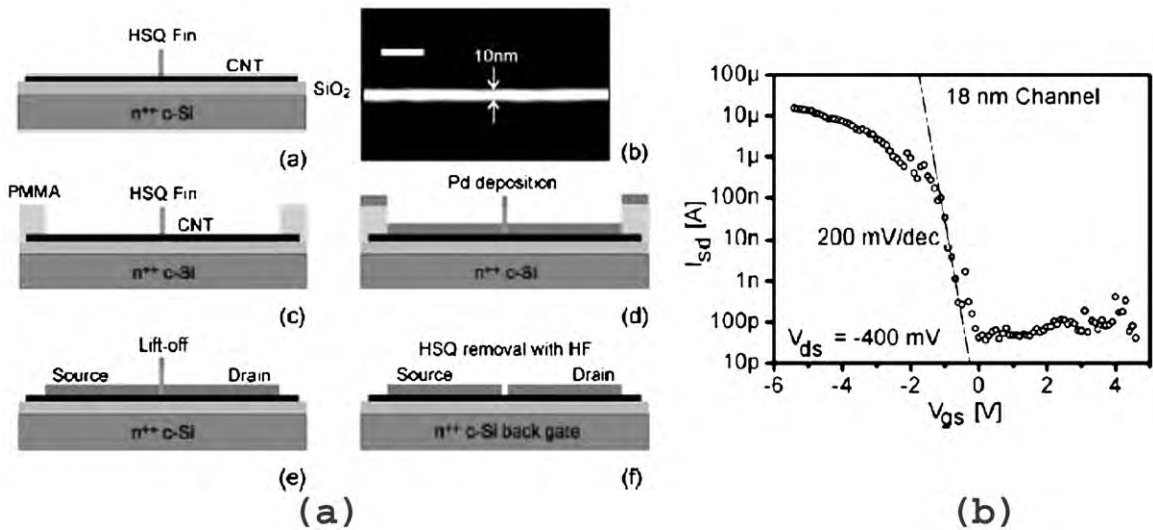 HSQ Fin
CNT
n++ c-Si
(a)
SiO2
10nm
(b)
PMMA
HSQ Fin
CNT
n++ c-Si
(c)
Pd deposition
n++ c-Si
(d)
Lift-off
Source
Drain
n++ c-Si
(e)
HSQ removal with HF
Source
Drain
n++ c-Si back gate
(f)
(a)
100μ
10μ
1μ
100n
10n
1n
100p
10p
Isd [A]
18 nm Channel
200 mV/dec
Vds = -400 mV
-6
-4
-2
0
2
4
Vgs [V]
(b)